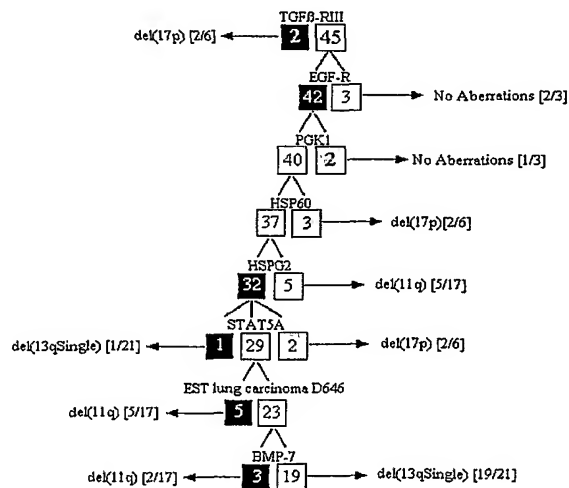 TGFß-RIII
del(17p) [2/6] 2 45
EGF-R
42 3 No Aberrations [2/3]
PGK1
40 2 No Aberrations [1/3]
HSP60
37 3 del(17p)[2/6]
HSPG2
32 5 del(11q) [5/17]
STAT5A
del(13qSingle) [1/21] 1 29 2 del(17p) [2/6]
EST lung carcinoma D646
del(11q) [5/17] 5 23
BMP-7
del(11q) [2/17] 3 19 del(13qSingle) [19/21]